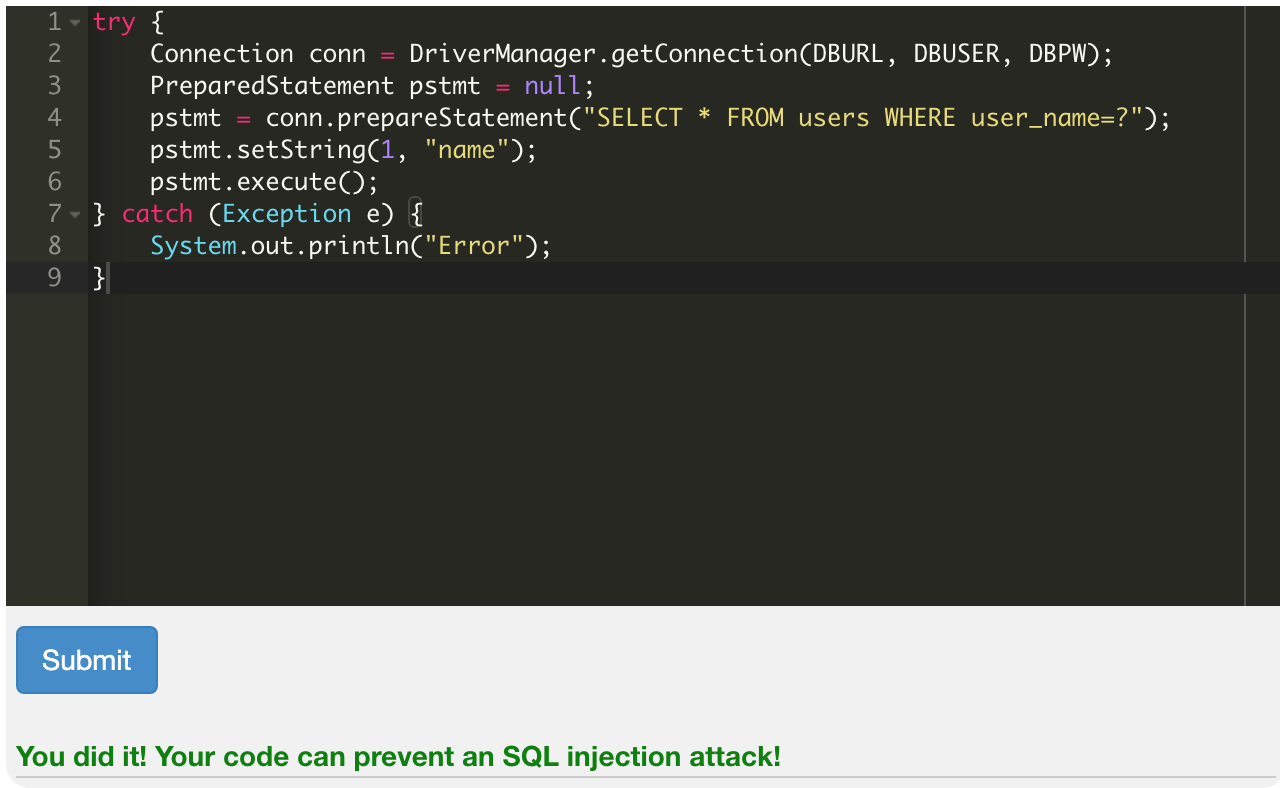 1 try {
2 Connection conn = DriverManager.getConnection(DBURL, DBUSER, DBPW);
3 PreparedStatement pstmt = null;
4 pstmt = conn.prepareStatement("SELECT * FROM users WHERE user_name=?");
5 pstmt.setString(1, "name");
6 pstmt.execute();
7 } catch (Exception e) {
8 System.out.println("Error");
9 }
Submit
You did it! Your code can prevent an SQL injection attack!